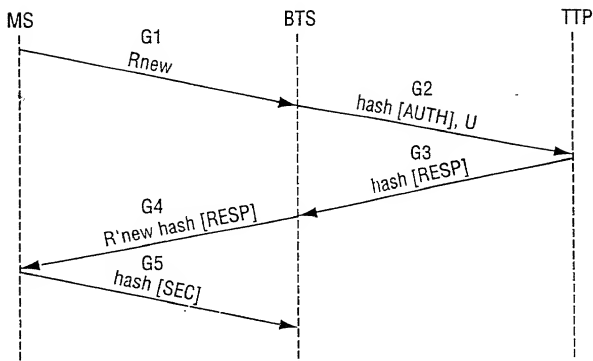 MS BTS TTP
G1
Rnew
G2
hash [AUTH], U
G3
hash [RESP]
G4
R'new hash [RESP]
G5
hash [SEC]